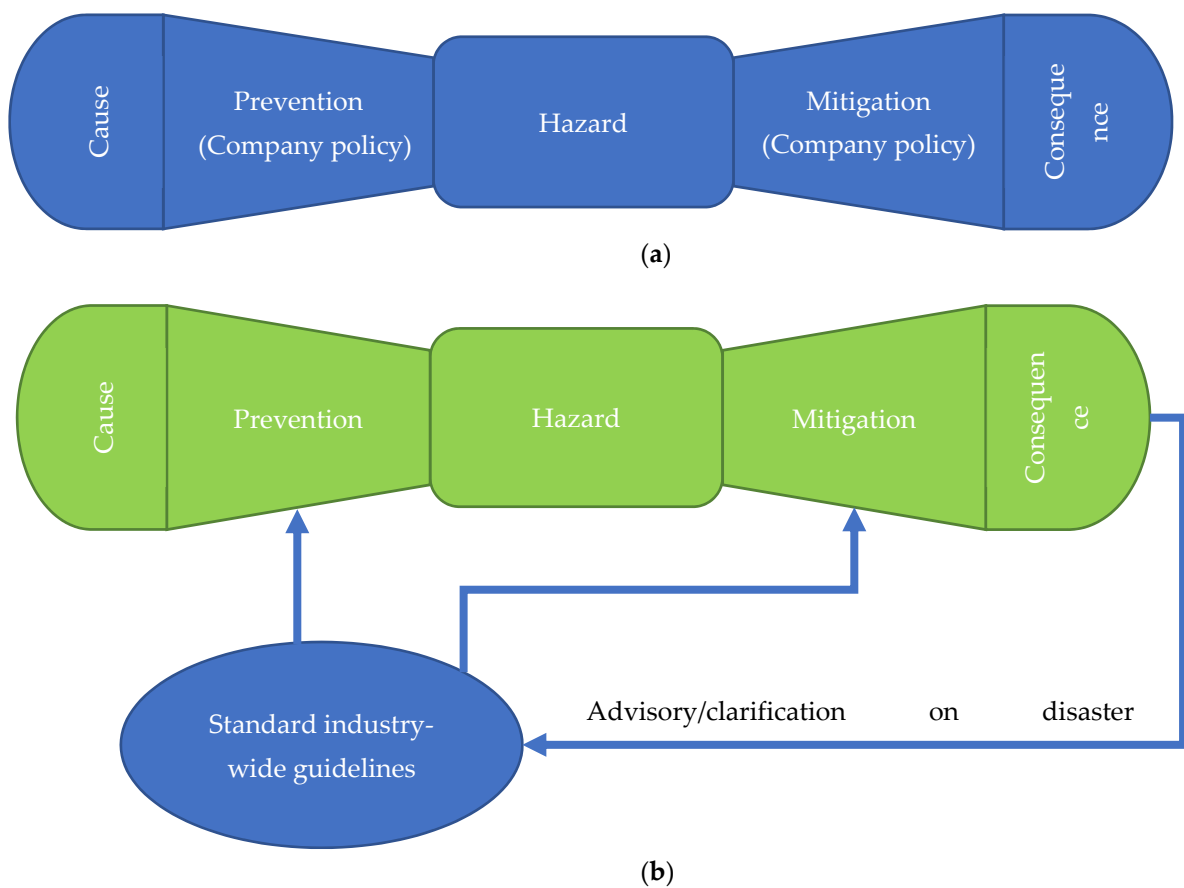 Cause
Prevention
(Company policy)
Hazard
Mitigation
(Company policy)
Conseque
nce
(a)
Cause
Prevention
Hazard
Mitigation
Consequen
ce
Advisory/clarification on disaster
Standard industry-
wide guidelines
(b)